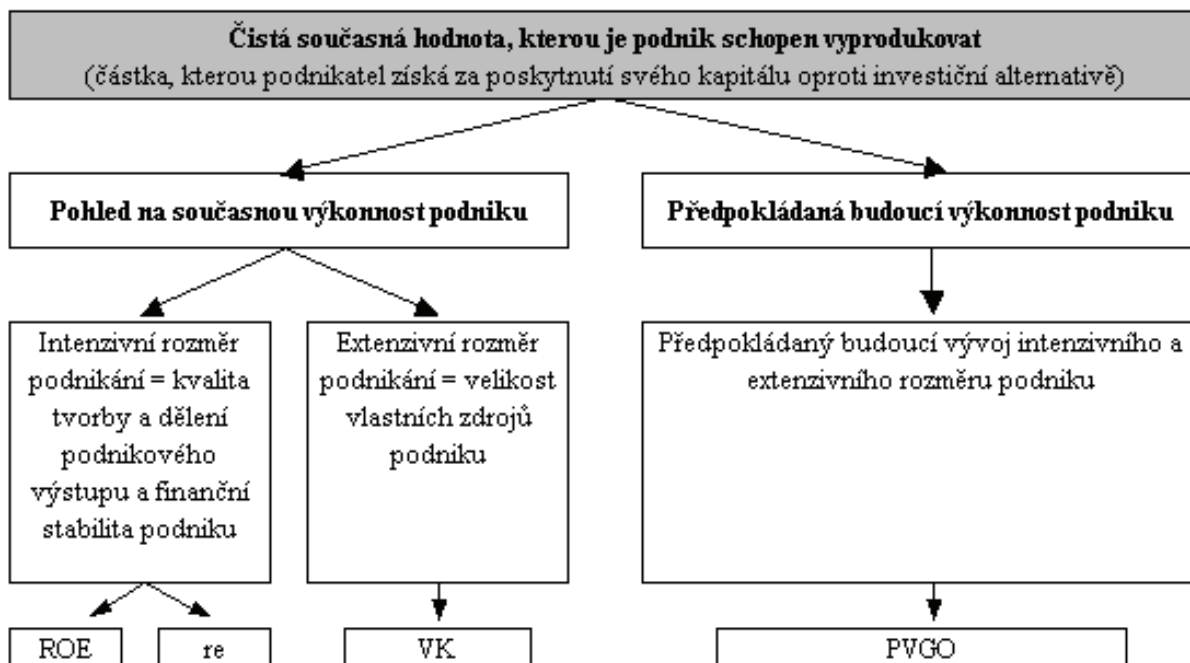 Čistá současná hodnota, kterou je podnik schopen vyprodukovat
(částka, kterou podnikatel získá za poskytnutí svého kapitálu oproti investiční alternativě)
Pohled na současnou výkonnost podniku
Předpokládaná budoucí výkonnost podniku
Intenzivní rozměr
podnikání = kvalita
tvorby a dělení
podnikového
výstupu a finanční
stabilita podniku
Extenzivní rozměr
podnikání = velikost
vlastních zdrojů
podniku
Předpokládaný budoucí vývoj intenzivního a
extenzivního rozměru podniku
ROE
re
VK
PVGO